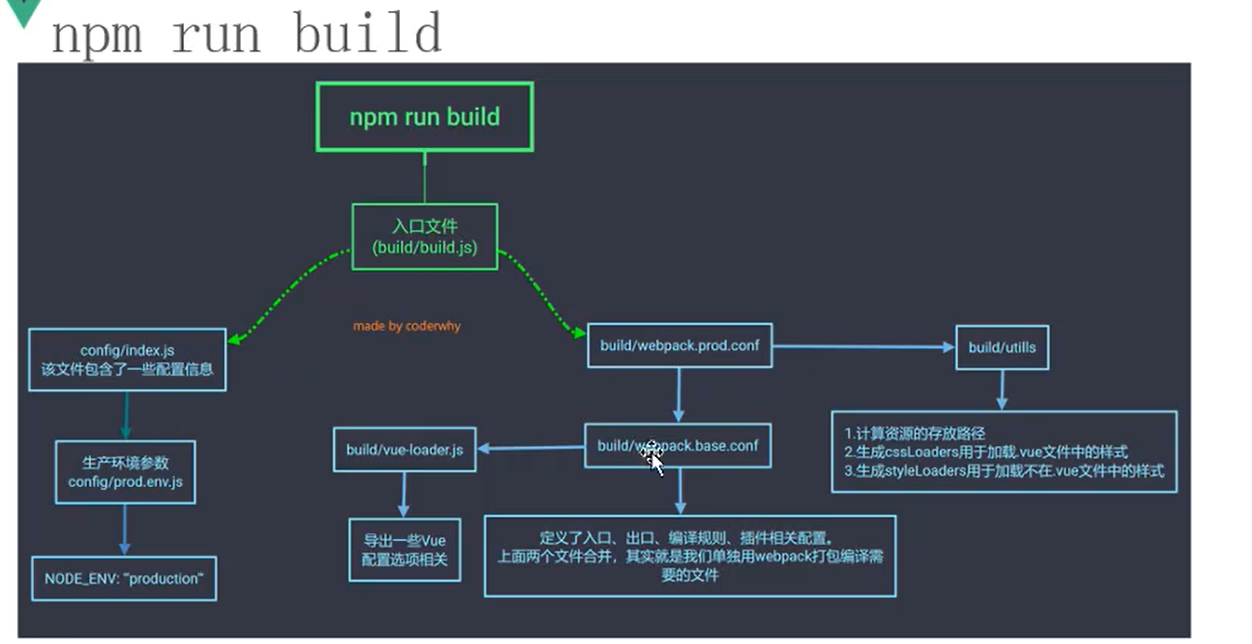 npm run build
npm run build
入口文件
(build/build.js)
made by coderwhy
config/index.js
该文件包含了一些配置信息
生产环境参数
config/prod.env.js
NODE_ENV: "production"
build/webpack.prod.conf
build/utills
1.计算资源的存放路径
2.生成cssLoaders用于加载.vue文件中的样式
3.生成styleLoaders用于加载不在.vue文件中的样式
build/webpack.base.conf
build/vue-loader.js
导出一些Vue
配置选项相关
定义了入口、出口、编译规则、插件相关配置。
上面两个文件合并，其实就是我们单独用webpack打包编译需
要的文件